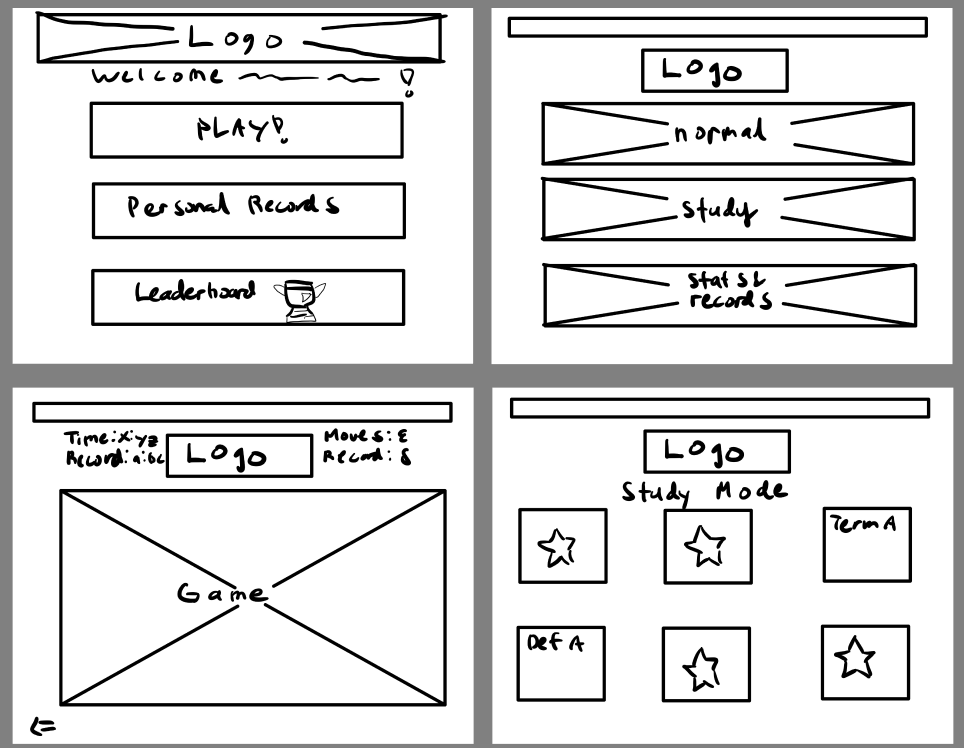 Logo
Welcome
PLAY!
Personal Records
Leaderboard
Logo
normal
study
stats &
records
Time:x:yz
Record:a:bc
Logo
Moves: ε
Record: δ
Game
Logo
Study Mode
Term A
Def A